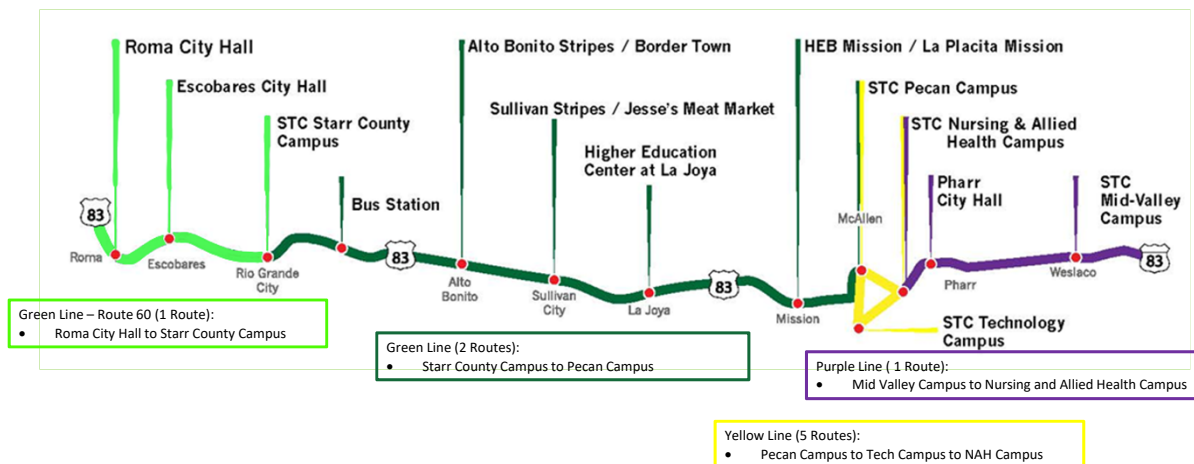 Roma City Hall
Escobares City Hall
STC Starr County
Campus
Bus Station
Alto Bonito Stripes / Border Town
Sullivan Stripes / Jesse's Meat Market
Higher Education
Center at La Joya
HEB Mission / La Placita Mission
STC Pecan Campus
STC Nursing & Allied
Health Campus
Pharr
City Hall
STC
Mid-Valley
Campus
83
Roma
Escobares
Rio Grande
City
83
Alto
Bonito
Sullivan
City
La Joya
83
Mission
McAllen
Pharr
Weslaco
83
STC Technology
Campus
Green Line – Route 60 (1 Route):
• Roma City Hall to Starr County Campus
Green Line (2 Routes):
• Starr County Campus to Pecan Campus
Purple Line ( 1 Route):
• Mid Valley Campus to Nursing and Allied Health Campus
Yellow Line (5 Routes):
• Pecan Campus to Tech Campus to NAH Campus